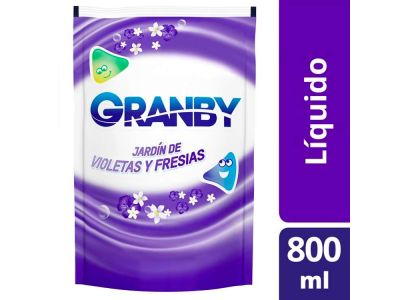 GRANBY
JARDÍN DE
VIOLETAS Y FRESIAS
Líquido
800
ml